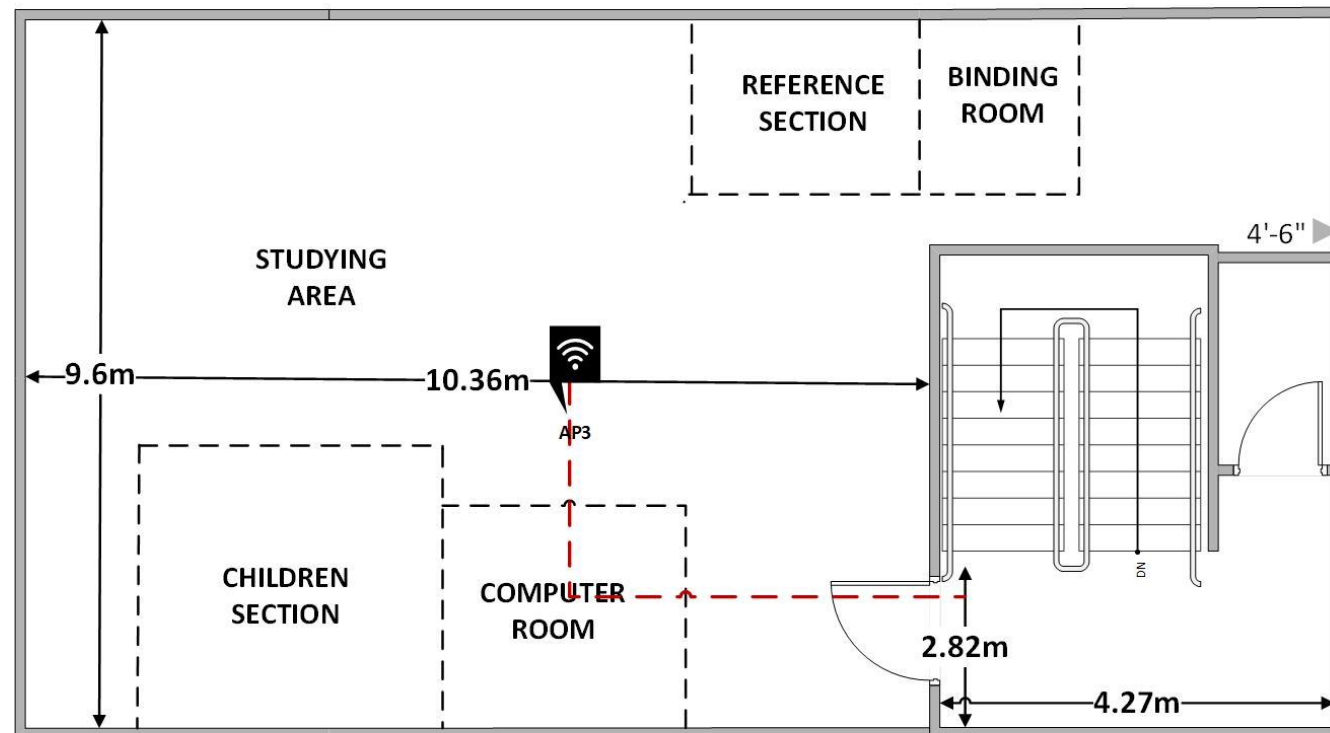 REFERENCE
SECTION
BINDING
ROOM
4'-6"
STUDYING
AREA
9.6m
10.36m
AP3
CHILDREN
SECTION
COMPUTER
ROOM
DN
2.82m
4.27m